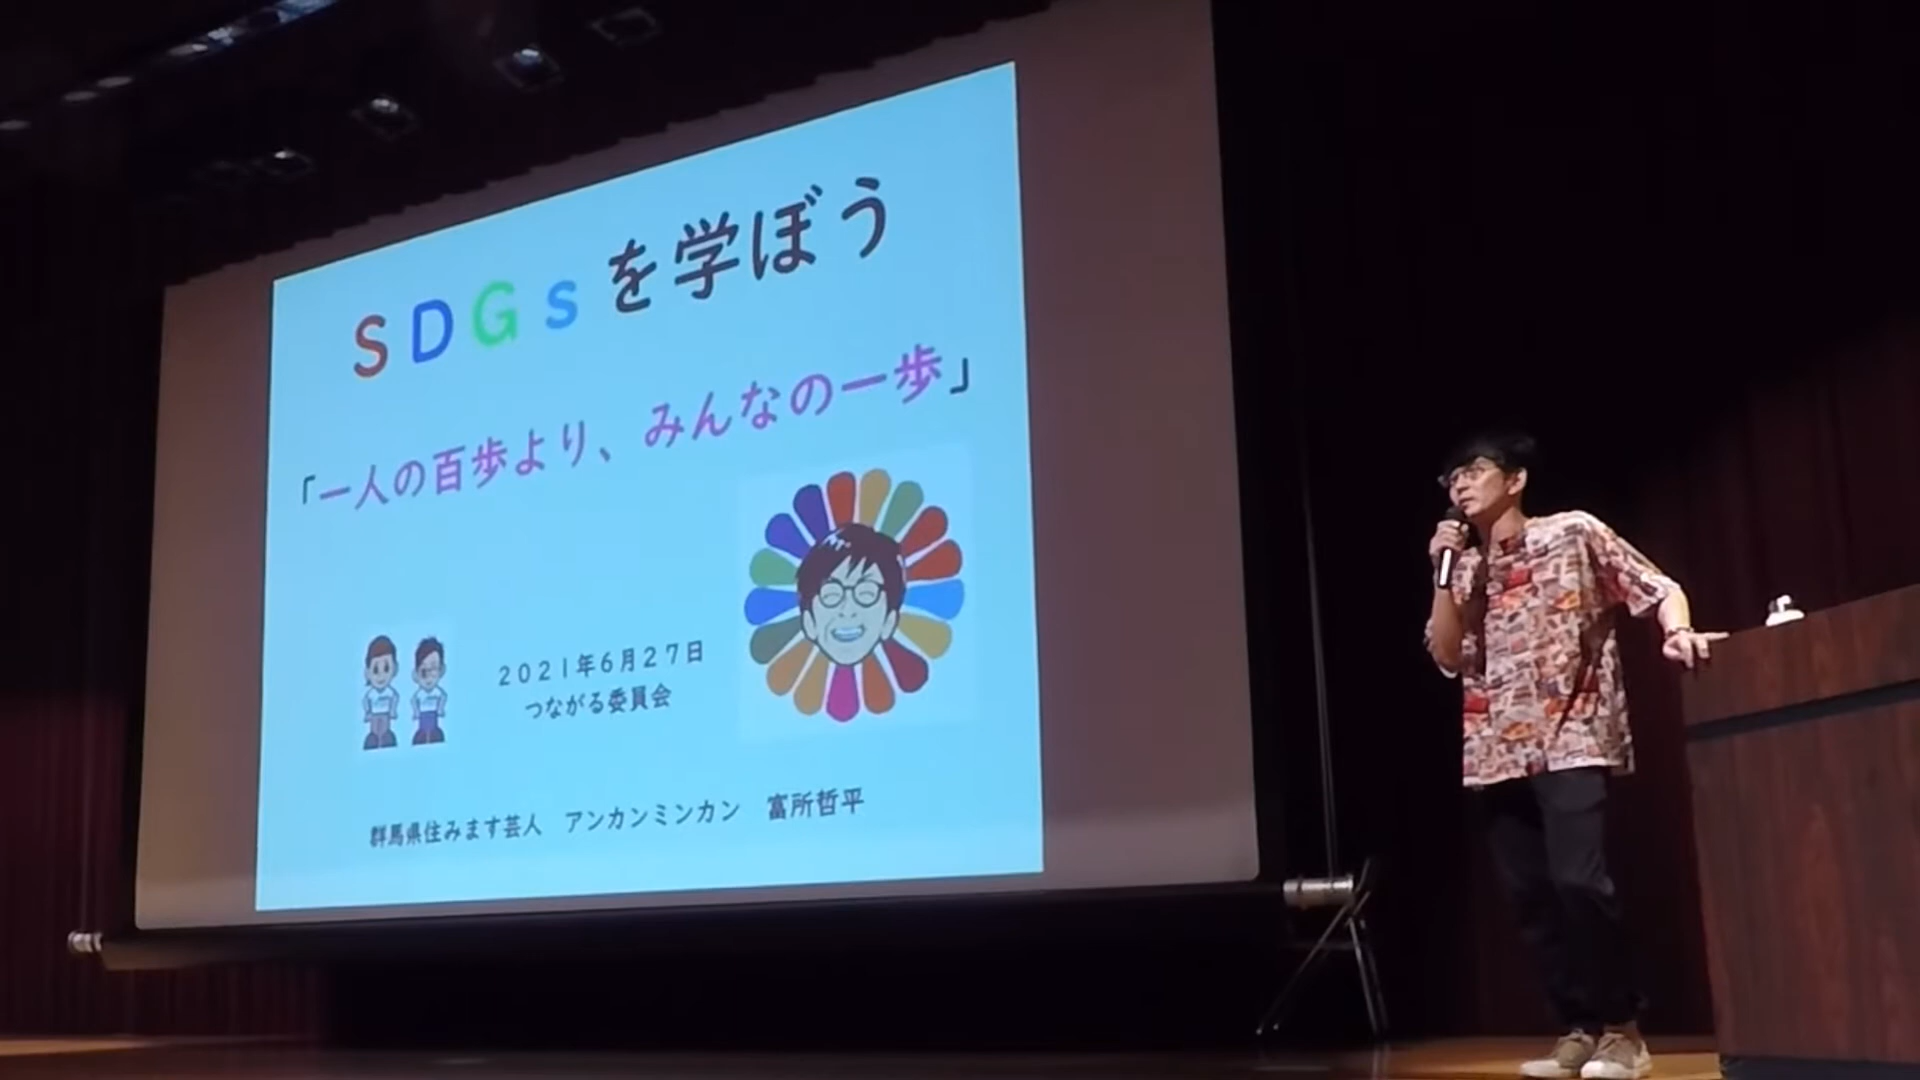 SDGsを学ぼう
「一人の百歩より、みんなの一歩」
2021年6月27日
つながる委員会
群馬県住みます芸人　アンカンミンカン　富所哲平